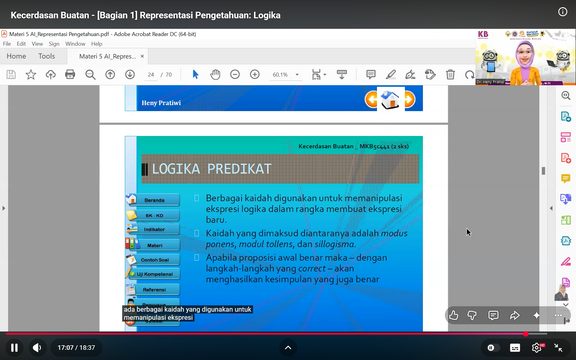 Kecerdasan Buatan - [Bagian 1] Representasi Pengetahuan: Logika
Materi 5 AI_Representasi Pengetahuan.pdf - Adobe Acrobat Reader DC (64-bit)
File Edit View Sign Window Help
Home Tools Materi 5 AI_Repres... ×
24 / 70
60,1%
KB
Heny Pratiwi
Kecerdasan Buatan _MKB51441 (2 sks)
LOGIKA PREDIKAT
Beranda
SK - KD
Indikator
Materi
Contoh Soal
Uji Kompetensi
Referensi
Berbagai kaidah digunakan untuk memanipulasi
ekspresi logika dalam rangka membuat ekspresi
baru.
Kaidah yang dimaksud diantaranya adalah modus
ponens, modul tollens, dan sillogisma.
Apabila proposisi awal benar maka – dengan
langkah-langkah yang correct – akan
menghasilkan kesimpulan yang juga benar
ada berbagai kaidah yang digunakan untuk
memanipulasi ekspresi
17:07 / 18:37